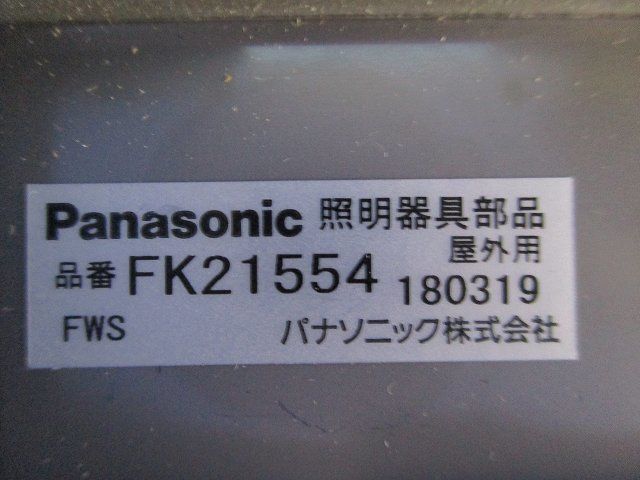 Panasonic 照明器具部品
屋外用
品番 FK21554 180319
FWS パナソニック株式会社